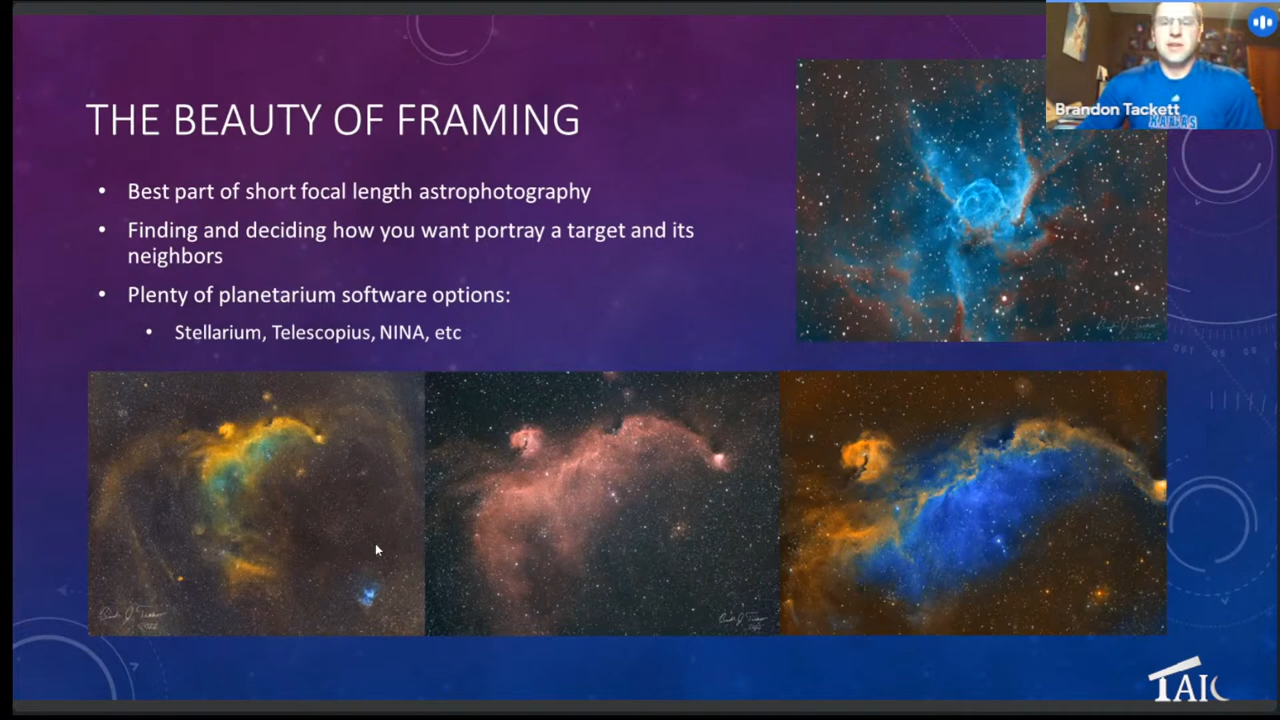 Brandon Tackett
THE BEAUTY OF FRAMING
• Best part of short focal length astrophotography
• Finding and deciding how you want portray a target and its
neighbors
• Plenty of planetarium software options:
• Stellarium, Telescopius, NINA, etc
TAIC